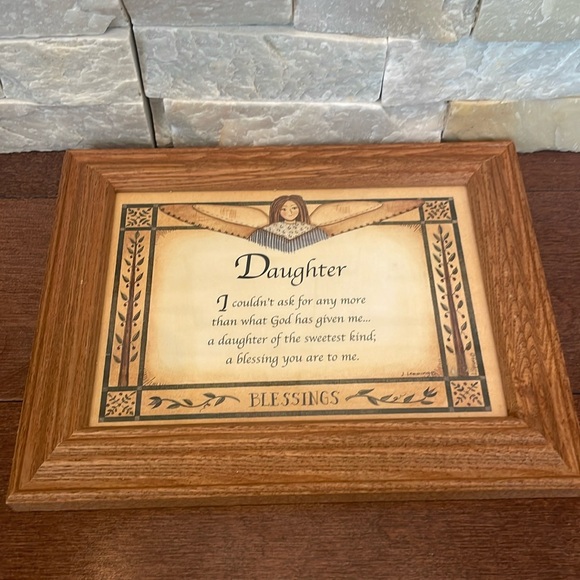 Daughter
I couldn't ask for any more
than what God has given me...
a daughter of the sweetest kind;
a blessing you are to me.
BLESSINGS